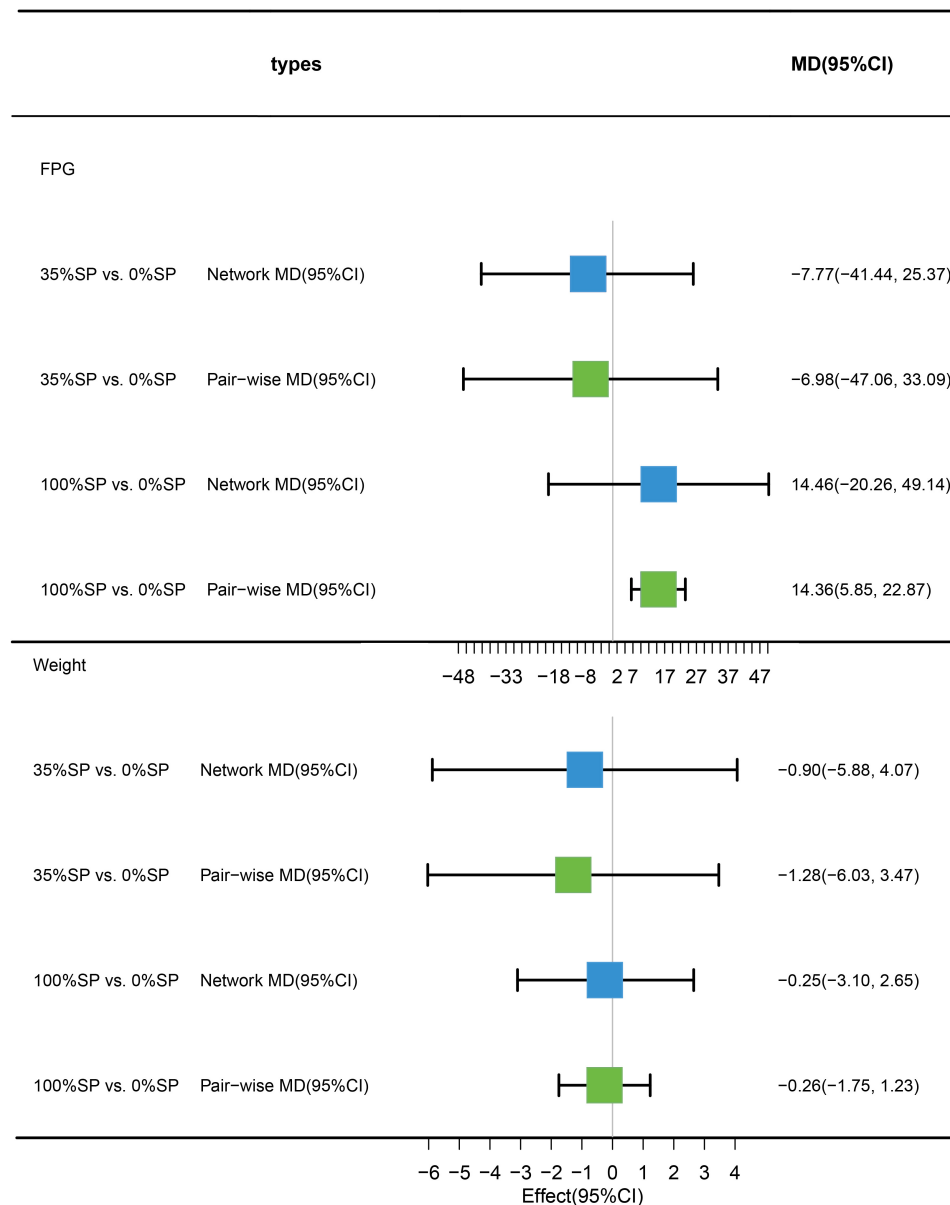 types MD(95%CI)
FPG
35%SP vs. 0%SP Network MD(95%CI) −7.77(−41.44, 25.37)
35%SP vs. 0%SP Pair−wise MD(95%CI) −6.98(−47.06, 33.09)
100%SP vs. 0%SP Network MD(95%CI) 14.46(−20.26, 49.14)
100%SP vs. 0%SP Pair−wise MD(95%CI) 14.36(5.85, 22.87)
Weight
−48 −33 −18 −8 2 7 17 27 37 47
35%SP vs. 0%SP Network MD(95%CI) −0.90(−5.88, 4.07)
35%SP vs. 0%SP Pair−wise MD(95%CI) −1.28(−6.03, 3.47)
100%SP vs. 0%SP Network MD(95%CI) −0.25(−3.10, 2.65)
100%SP vs. 0%SP Pair−wise MD(95%CI) −0.26(−1.75, 1.23)
−6 −5 −4 −3 −2 −1 0 1 2 3 4
Effect(95%CI)